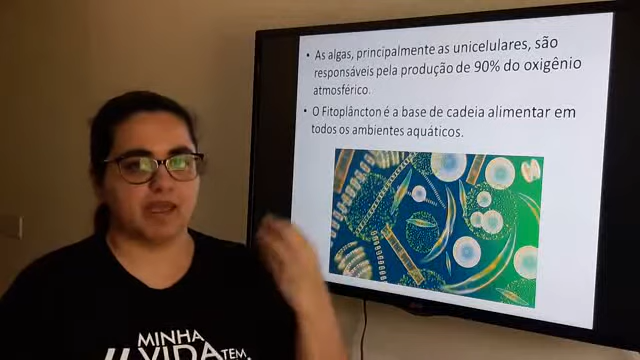 • As algas, principalmente as unicelulares, são
responsáveis pela produção de 90% do oxigênio
atmosférico.
• O Fitoplâncton é a base de cadeia alimentar em
todos os ambientes aquáticos.
MINHA
VIDA TEM